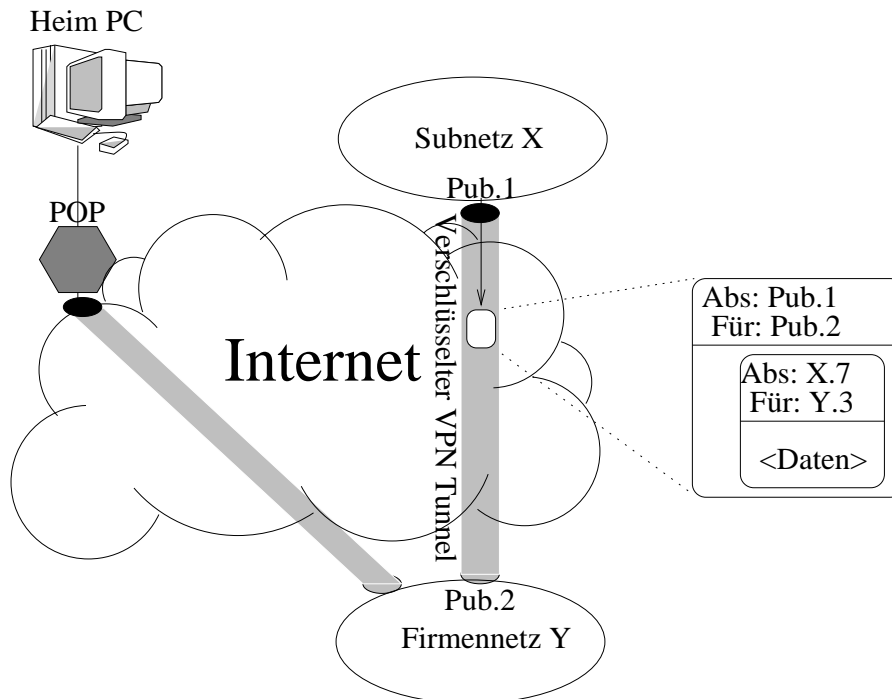 Heim PC
Subnetz X
Pub.1
POP
Verschlüsselter VPN Tunnel
Internet
Abs: Pub.1
Für: Pub.2
Abs: X.7
Für: Y.3
<Daten>
Pub.2
Firmennetz Y